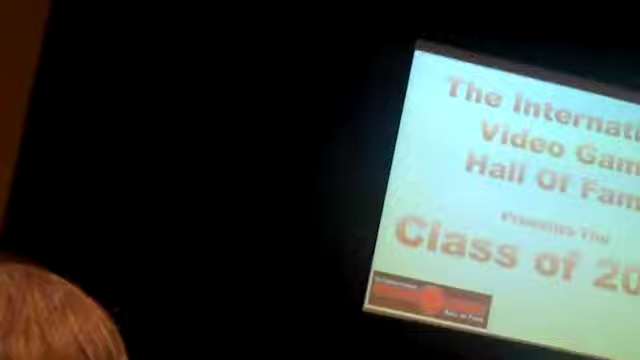 The Internati
Video Gam
Hall Of Fam
Presents The
Class of 20